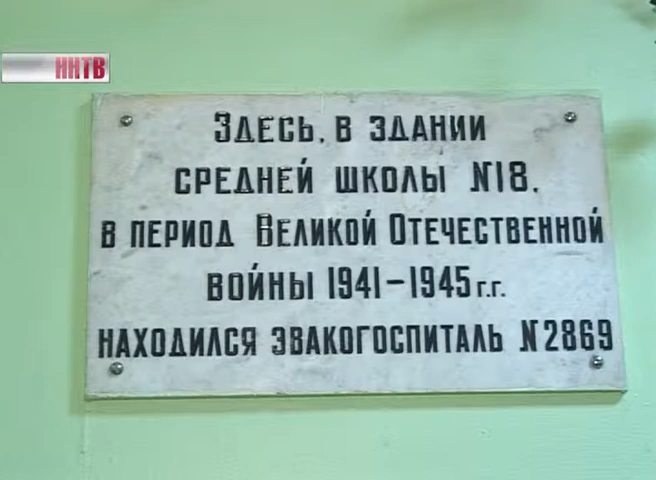 ННТВ
Здесь, в здании
средней школы №18,
в период Великой Отечественной
войны 1941-1945 г.г.
находился эвакогоспиталь №2869